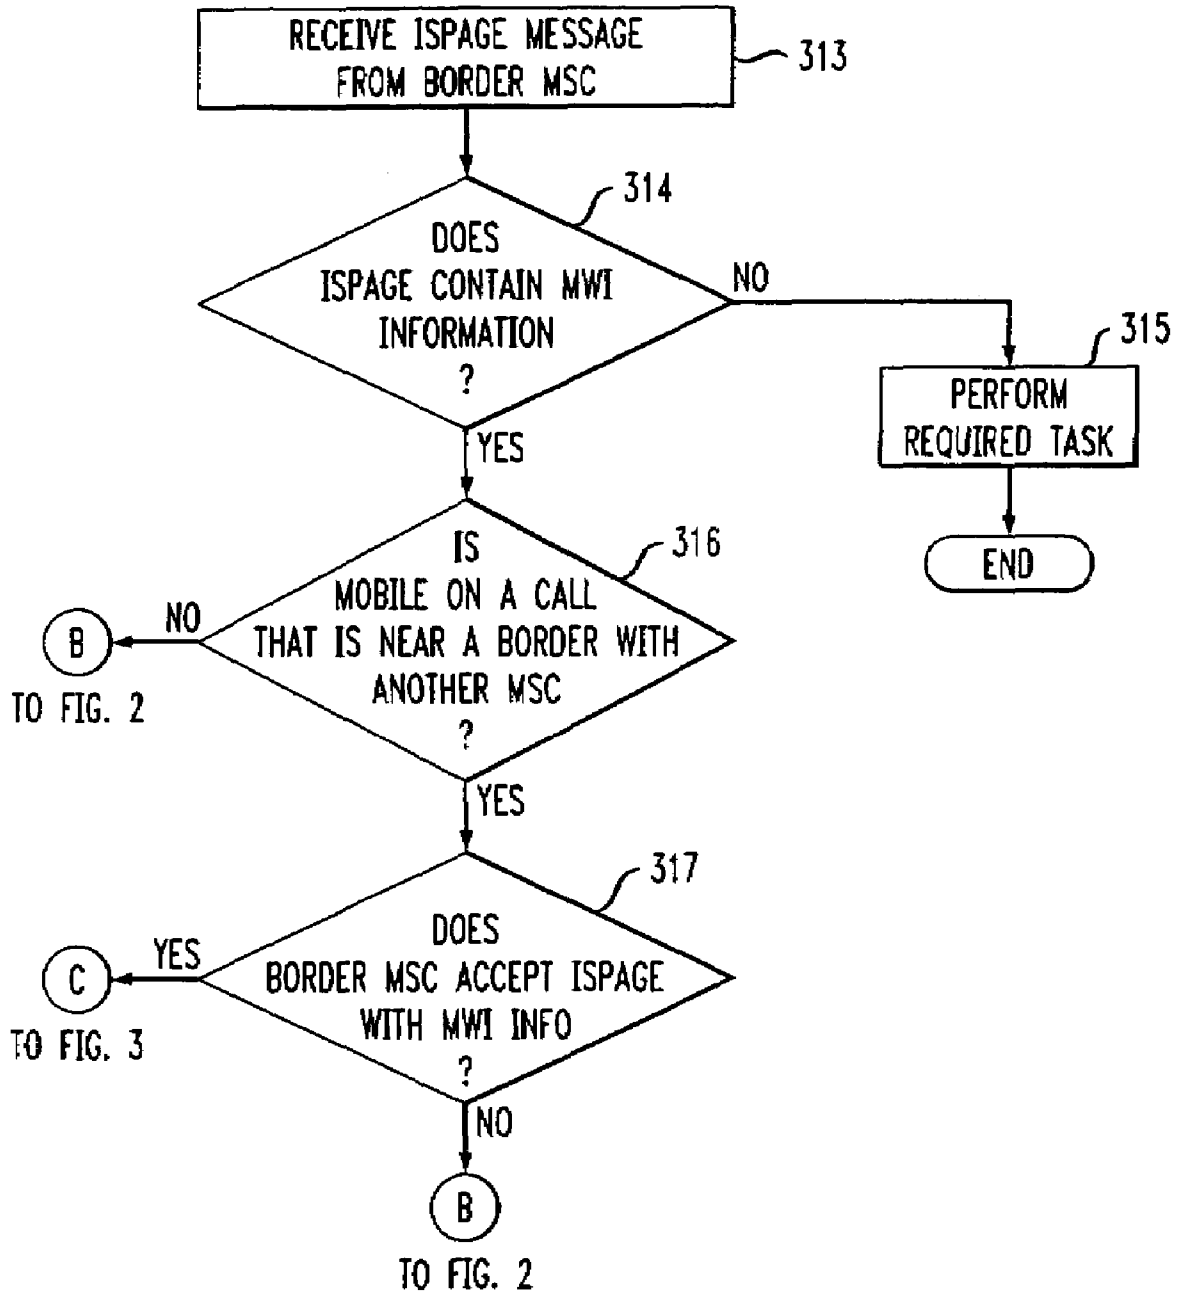 RECEIVE ISPAGE MESSAGE
FROM BORDER MSC
313
314
DOES
ISPAGE CONTAIN MWI
INFORMATION
?
NO
315
PERFORM
REQUIRED TASK
YES
END
316
IS
MOBILE ON A CALL
THAT IS NEAR A BORDER WITH
ANOTHER MSC
?
NO
B
TO FIG. 2
YES
317
DOES
BORDER MSC ACCEPT ISPAGE
WITH MWI INFO
?
YES
C
TO FIG. 3
NO
B
TO FIG. 2